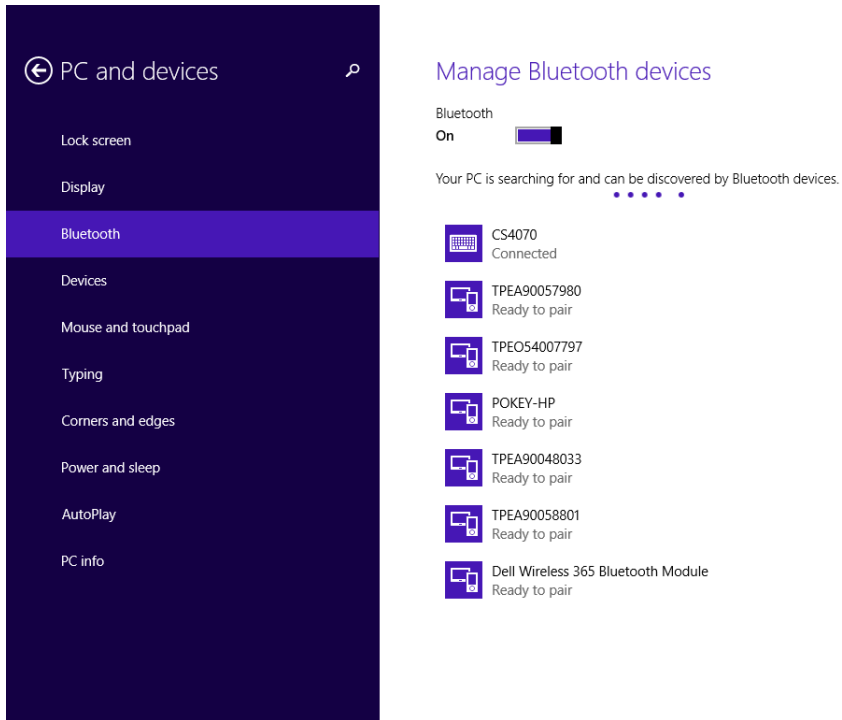 PC and devices
Lock screen
Display
Bluetooth
Devices
Mouse and touchpad
Typing
Corners and edges
Power and sleep
AutoPlay
PC info
Manage Bluetooth devices
Bluetooth
On
Your PC is searching for and can be discovered by Bluetooth devices.
CS4070
Connected
TPEA90057980
Ready to pair
TPEO54007797
Ready to pair
POKEY-HP
Ready to pair
TPEA90048033
Ready to pair
TPEA90058801
Ready to pair
Dell Wireless 365 Bluetooth Module
Ready to pair